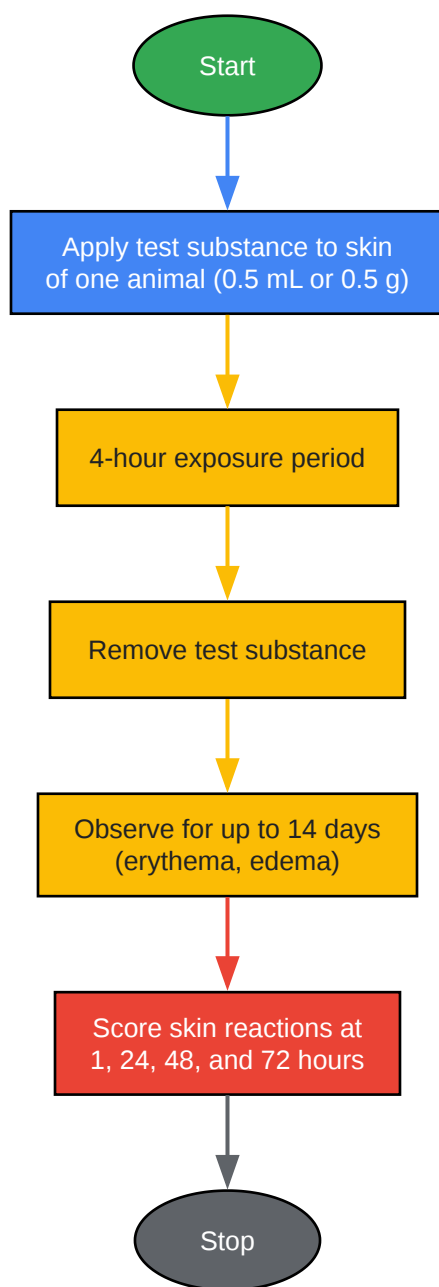 Start
Apply test substance to skin
of one animal (0.5 mL or 0.5 g)
4-hour exposure period
Remove test substance
Observe for up to 14 days
(erythema, edema)
Score skin reactions at
1, 24, 48, and 72 hours
Stop